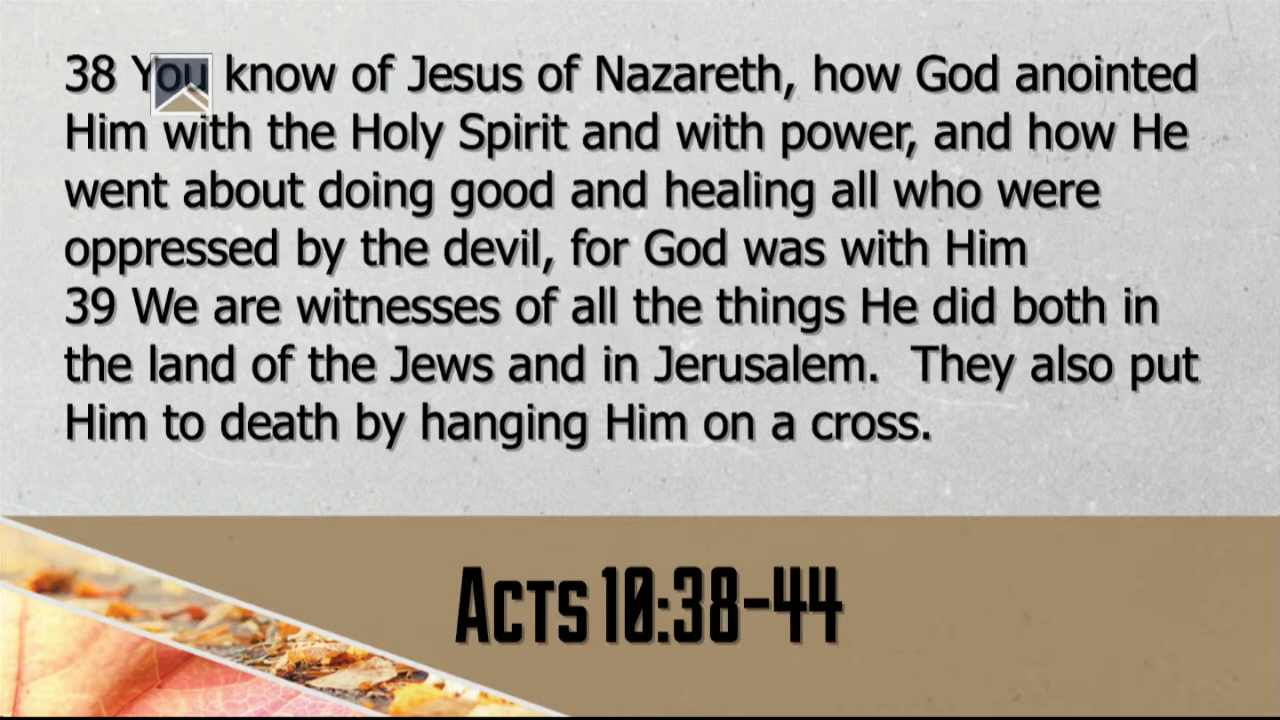 38 You know of Jesus of Nazareth, how God anointed
Him with the Holy Spirit and with power, and how He
went about doing good and healing all who were
oppressed by the devil, for God was with Him
39 We are witnesses of all the things He did both in
the land of the Jews and in Jerusalem.  They also put
Him to death by hanging Him on a cross.
Acts 10:38-44